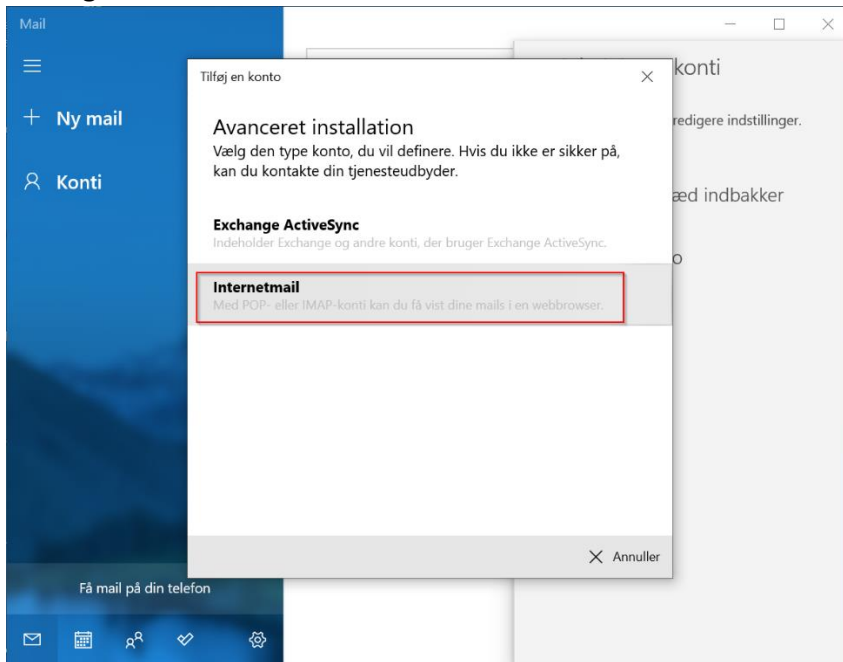 Mail
Ny mail
Konti
Få mail på din telefon
Tilføj en konto
Avanceret installation
Vælg den type konto, du vil definere. Hvis du ikke er sikker på,
kan du kontakte din tjenesteudbyder.
Exchange ActiveSync
Indeholder Exchange og andre konti, der bruger Exchange ActiveSync.
Internetmail
Med POP- eller IMAP-konti kan du få vist dine mails i en webbrowser.
Annuller
konti
redigere indstillinger.
indbakker